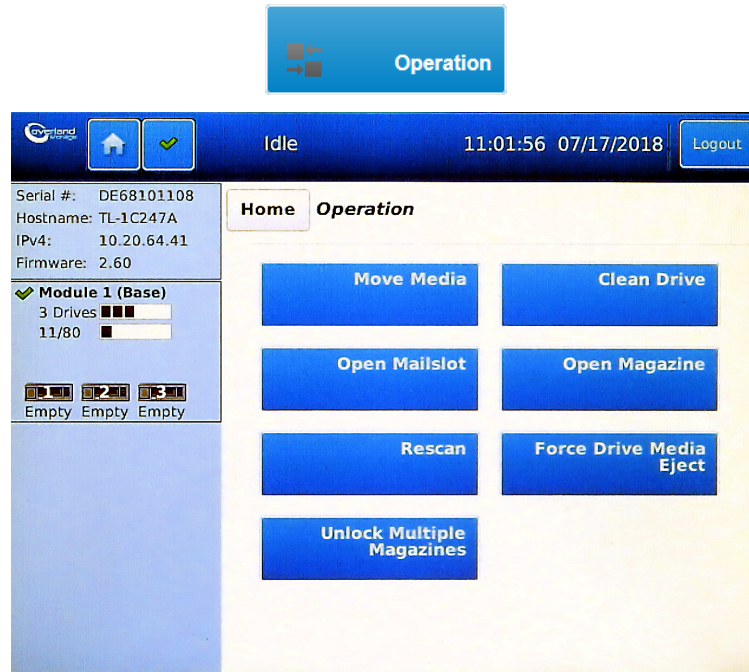 Operation
overland
storage
Idle
11:01:56 07/17/2018
Logout
Serial #: DE68101108
Hostname: TL-1C247A
IPv4: 10.20.64.41
Firmware: 2.60
Home
Operation
Module 1 (Base)
3 Drives
11/80
1 2 3
Empty Empty Empty
Move Media
Clean Drive
Open Mailslot
Open Magazine
Rescan
Force Drive Media
Eject
Unlock Multiple
Magazines